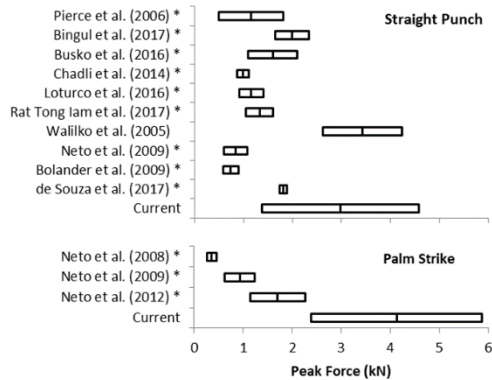 Straight Punch
Pierce et al. (2006) *
Bingul et al. (2017) *
Busko et al. (2016) *
Chadli et al. (2014) *
Loturco et al. (2016) *
Rat Tong Iam et al. (2017) *
Walilko et al. (2005)
Neto et al. (2009) *
Bolander et al. (2009) *
de Souza et al. (2017) *
Current
Palm Strike
Neto et al. (2008) *
Neto et al. (2009) *
Neto et al. (2012) *
Current
0 1 2 3 4 5 6
Peak Force (kN)